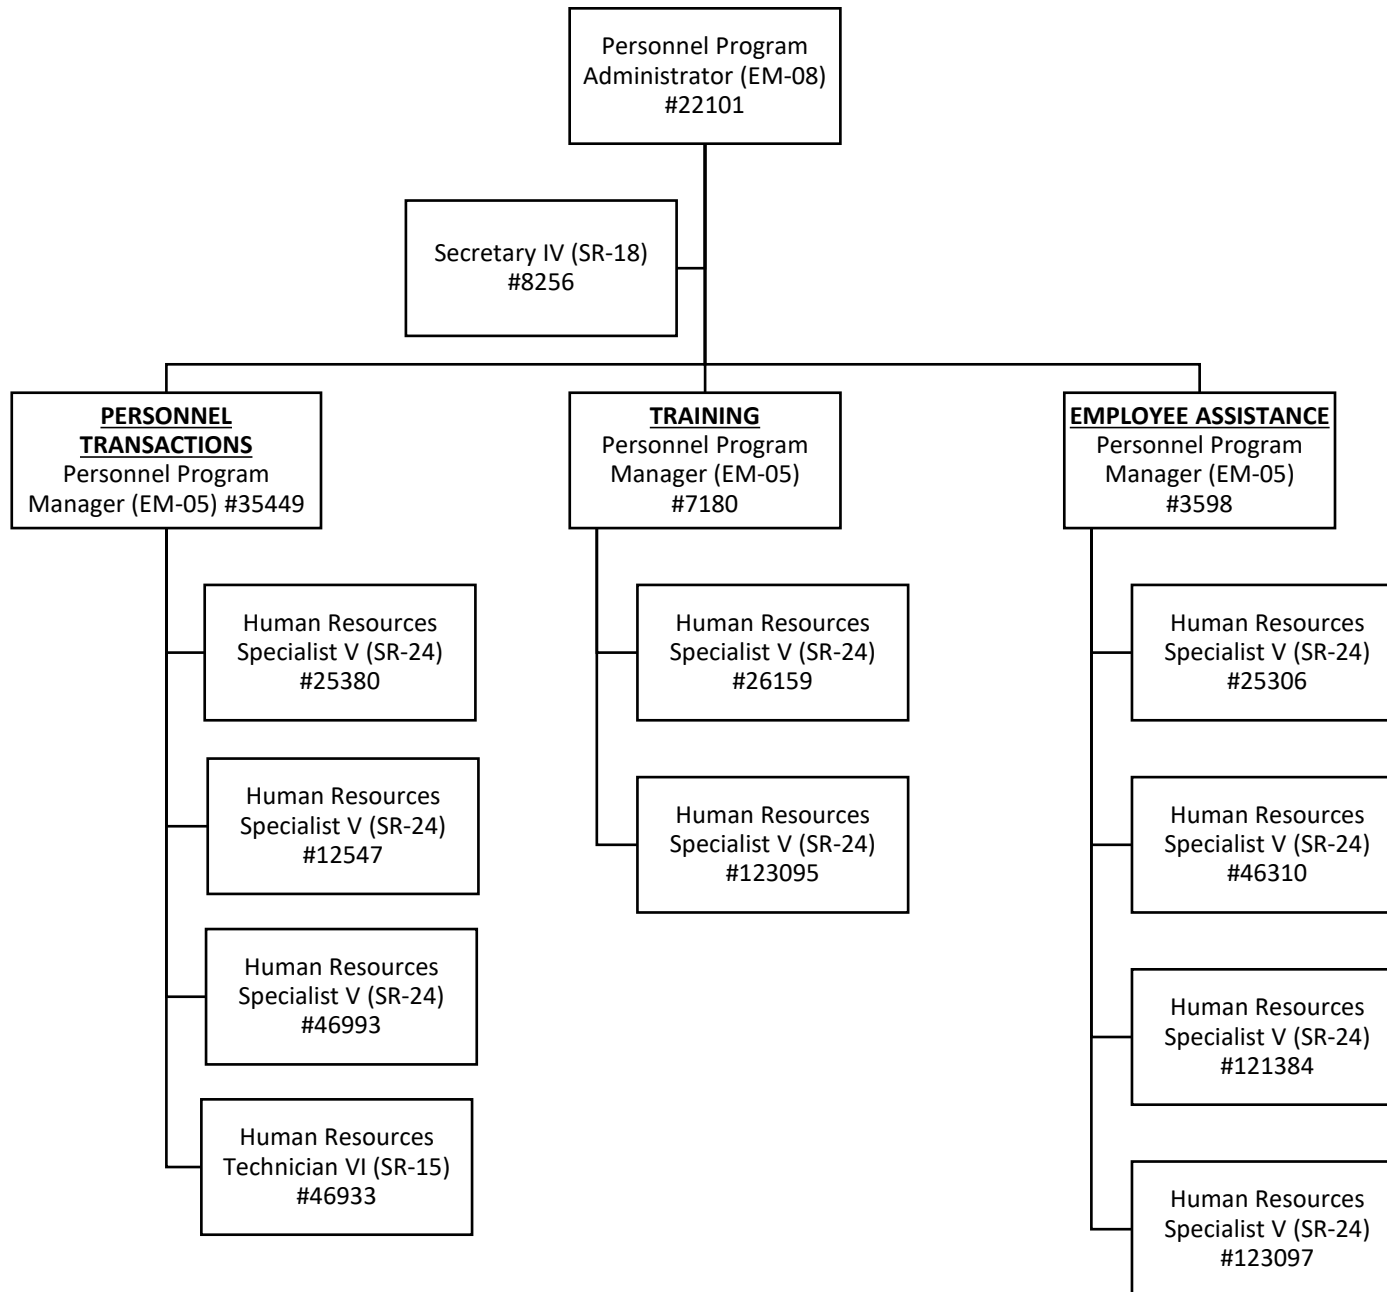 Personnel Program
Administrator (EM-08)
#22101
Secretary IV (SR-18)
#8256
PERSONNEL
TRANSACTIONS
Personnel Program
Manager (EM-05) #35449
TRAINING
Personnel Program
Manager (EM-05)
#7180
EMPLOYEE ASSISTANCE
Personnel Program
Manager (EM-05)
#3598
Human Resources
Specialist V (SR-24)
#25380
Human Resources
Specialist V (SR-24)
#12547
Human Resources
Specialist V (SR-24)
#46993
Human Resources
Technician VI (SR-15)
#46933
Human Resources
Specialist V (SR-24)
#26159
Human Resources
Specialist V (SR-24)
#123095
Human Resources
Specialist V (SR-24)
#25306
Human Resources
Specialist V (SR-24)
#46310
Human Resources
Specialist V (SR-24)
#121384
Human Resources
Specialist V (SR-24)
#123097